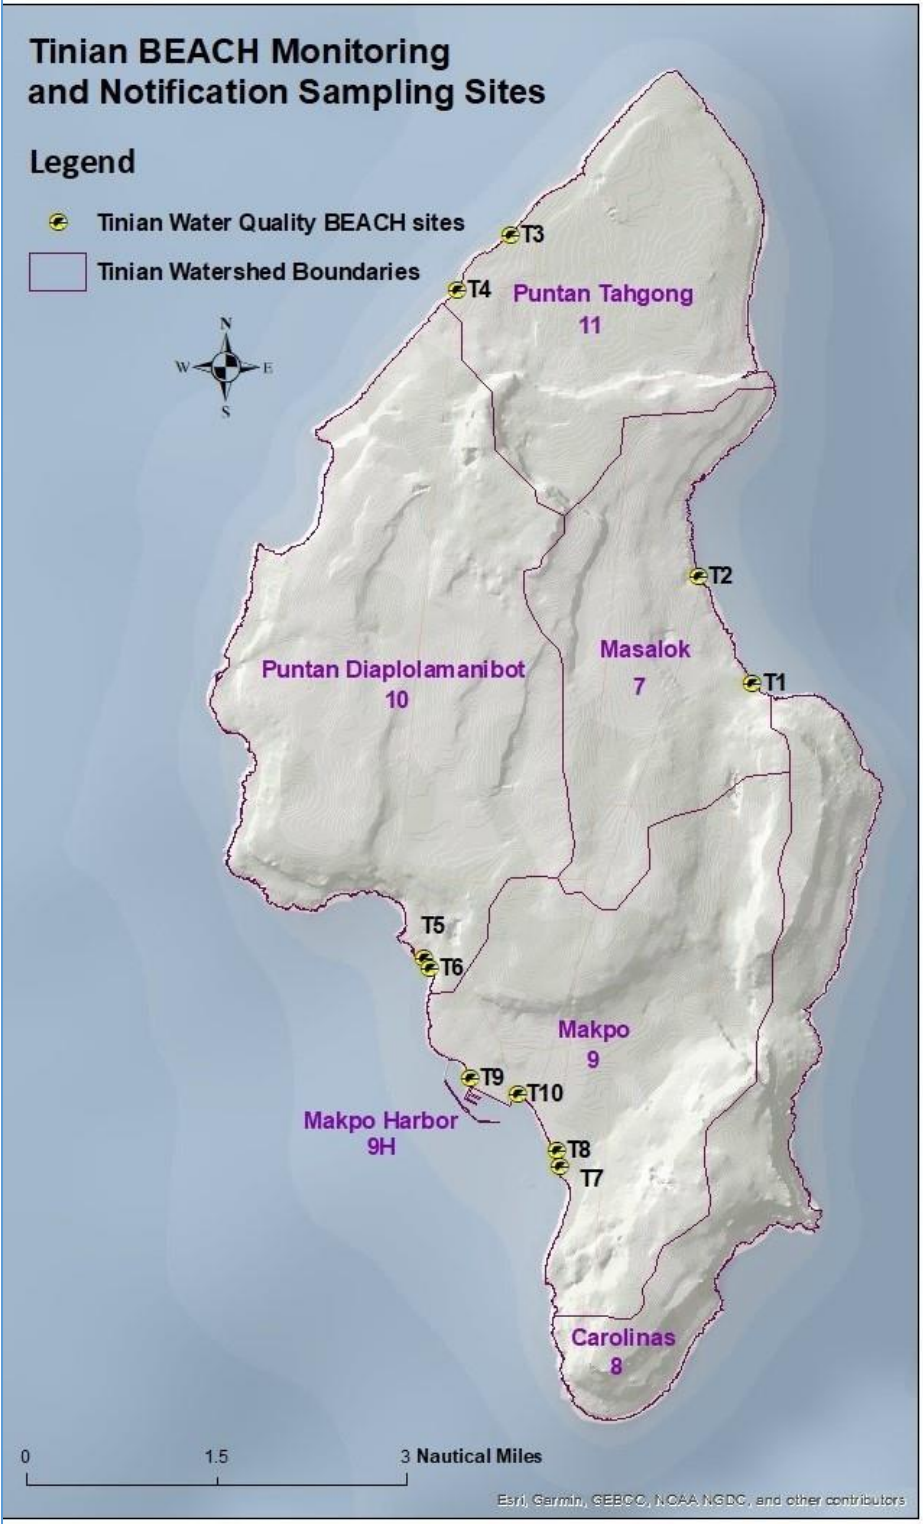 Tinian BEACH Monitoring
and Notification Sampling Sites
Legend
Tinian Water Quality BEACH sites
Tinian Watershed Boundaries
N
W E
S
T3
T4
Puntan Tahgong
11
T2
Masalok
7
T1
Puntan Diaplolamanibot
10
T5
T6
Makpo
9
T9
T10
Makpo Harbor
9H
T8
T7
Carolinas
8
0 1.5 3 Nautical Miles
Esri, Garmin, GEBCO, NOAA NGDC, and other contributors